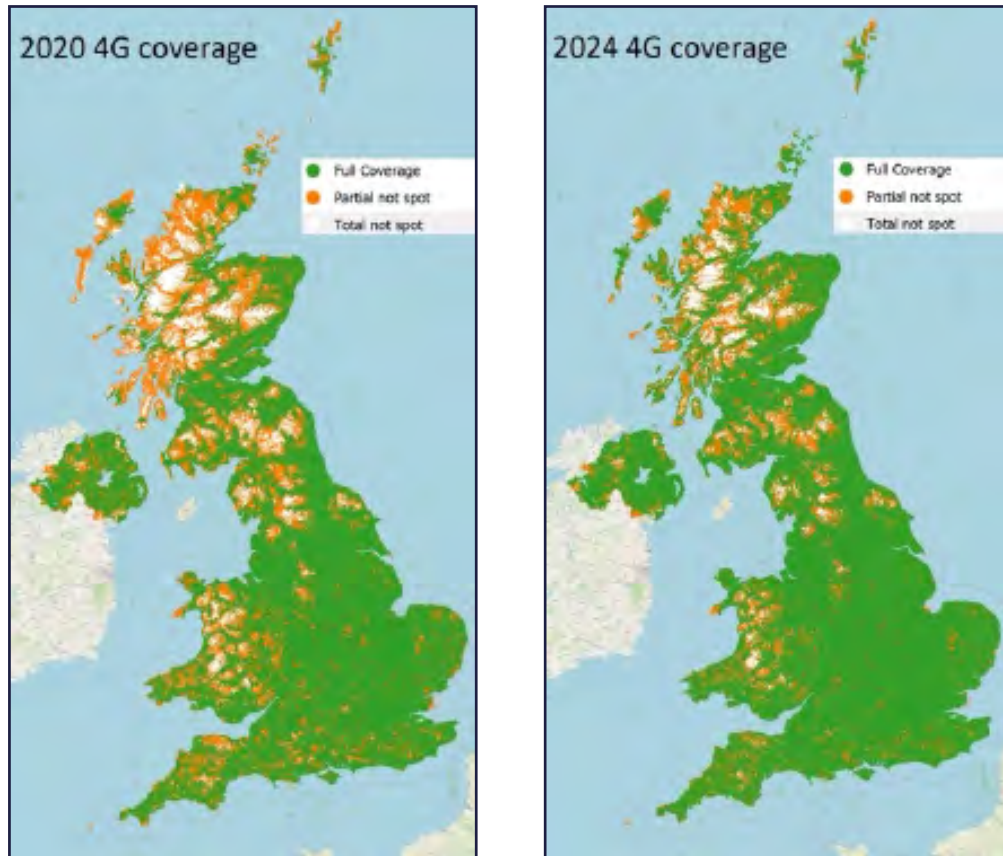 2020 4G coverage
Full Coverage
Partial not spot
Total not spot
2024 4G coverage
Full Coverage
Partial not spot
Total not spot